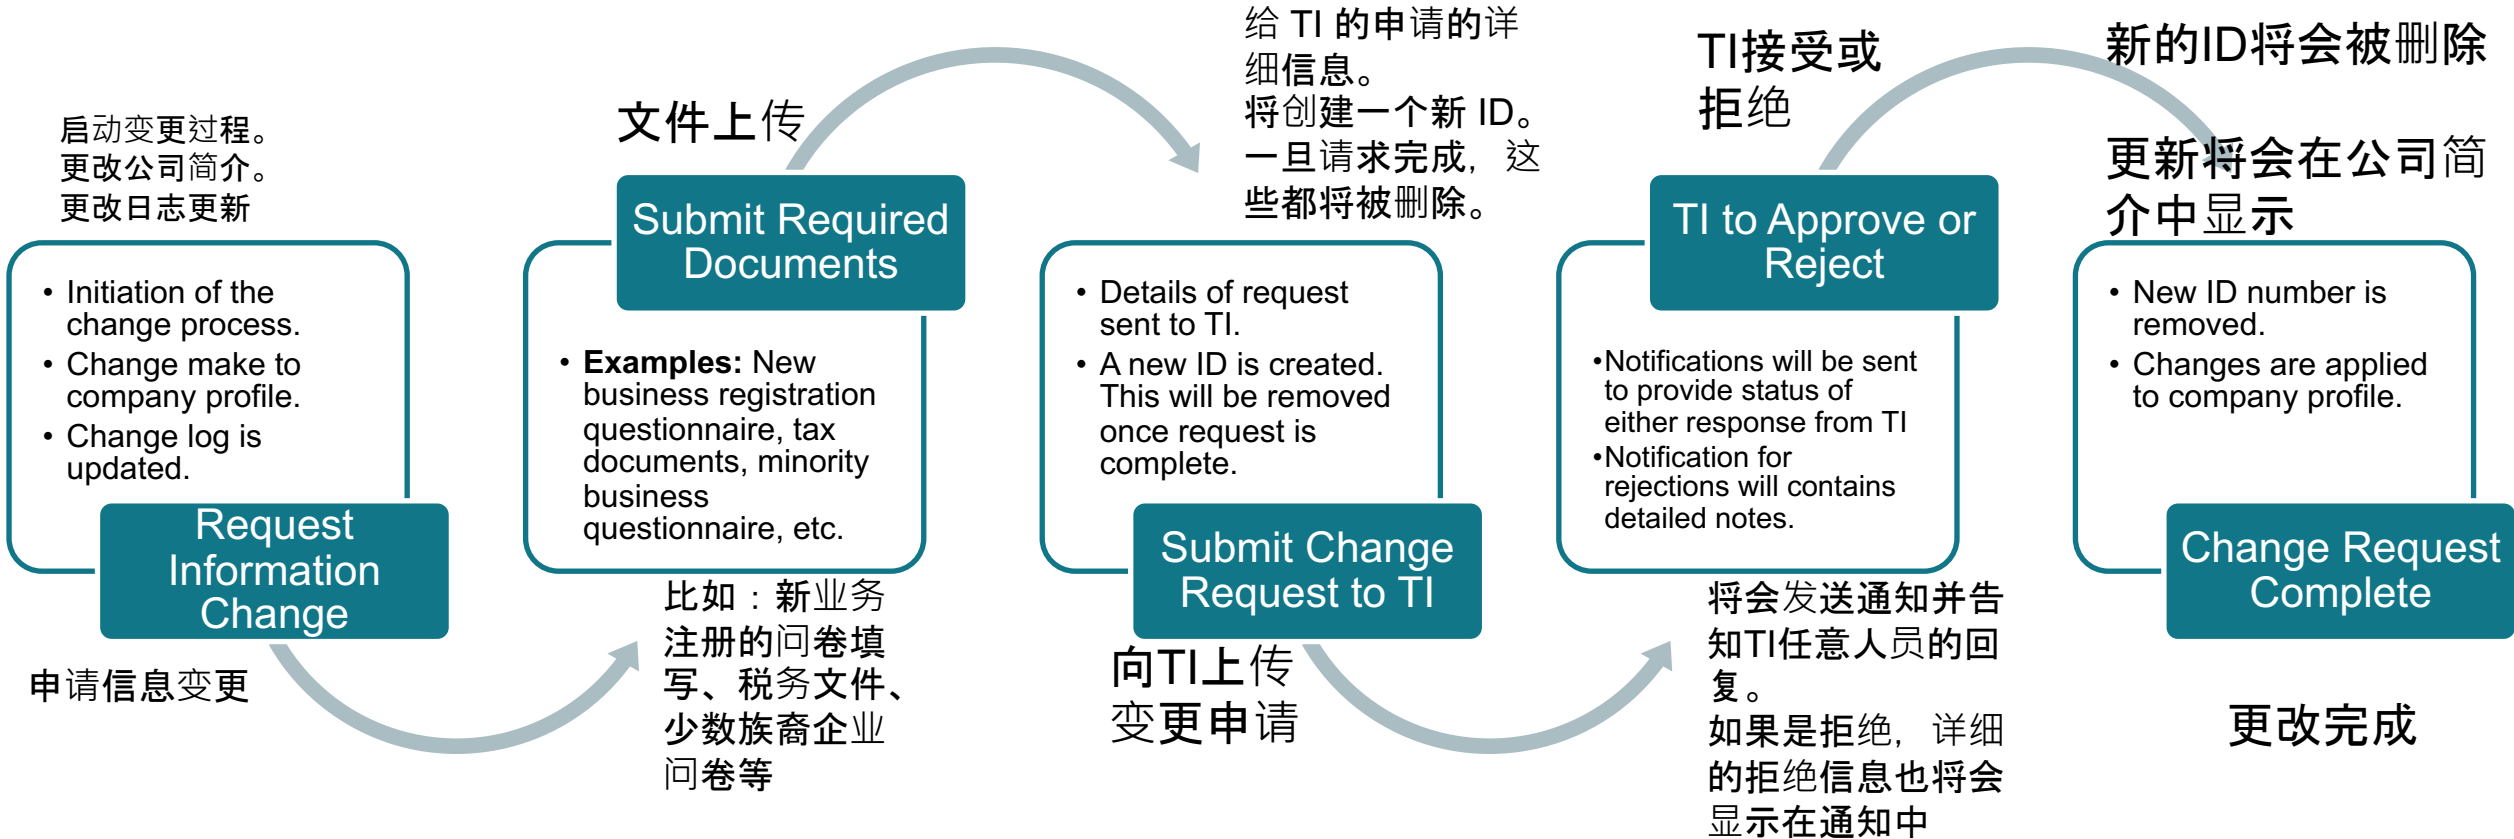 启动变更过程。
更改公司简介。
更改日志更新
• Initiation of the
change process.
• Change make to
company profile.
• Change log is
updated.
Request
Information
Change
申请信息变更
文件上传
Submit Required
Documents
• Examples: New
business registration
questionnaire, tax
documents, minority
business
questionnaire, etc.
比如：新业务
注册的问卷填
写、税务文件、
少数族裔企业
问卷等
给 TI 的申请的详
细信息。
将创建一个新 ID。
一旦请求完成，这
些都将被删除。
• Details of request
sent to TI.
• A new ID is created.
This will be removed
once request is
complete.
Submit Change
Request to TI
向TI上传
变更申请
TI接受或
拒绝
TI to Approve or
Reject
•Notifications will be sent
to provide status of
either response from TI
•Notification for
rejections will contains
detailed notes.
将会发送通知并告
知TI任意人员的回
复。
如果是拒绝，详细
的拒绝信息也将会
显示在通知中
新的ID将会被删除
更新将会在公司简
介中显示
• New ID number is
removed.
• Changes are applied
to company profile.
Change Request
Complete
更改完成